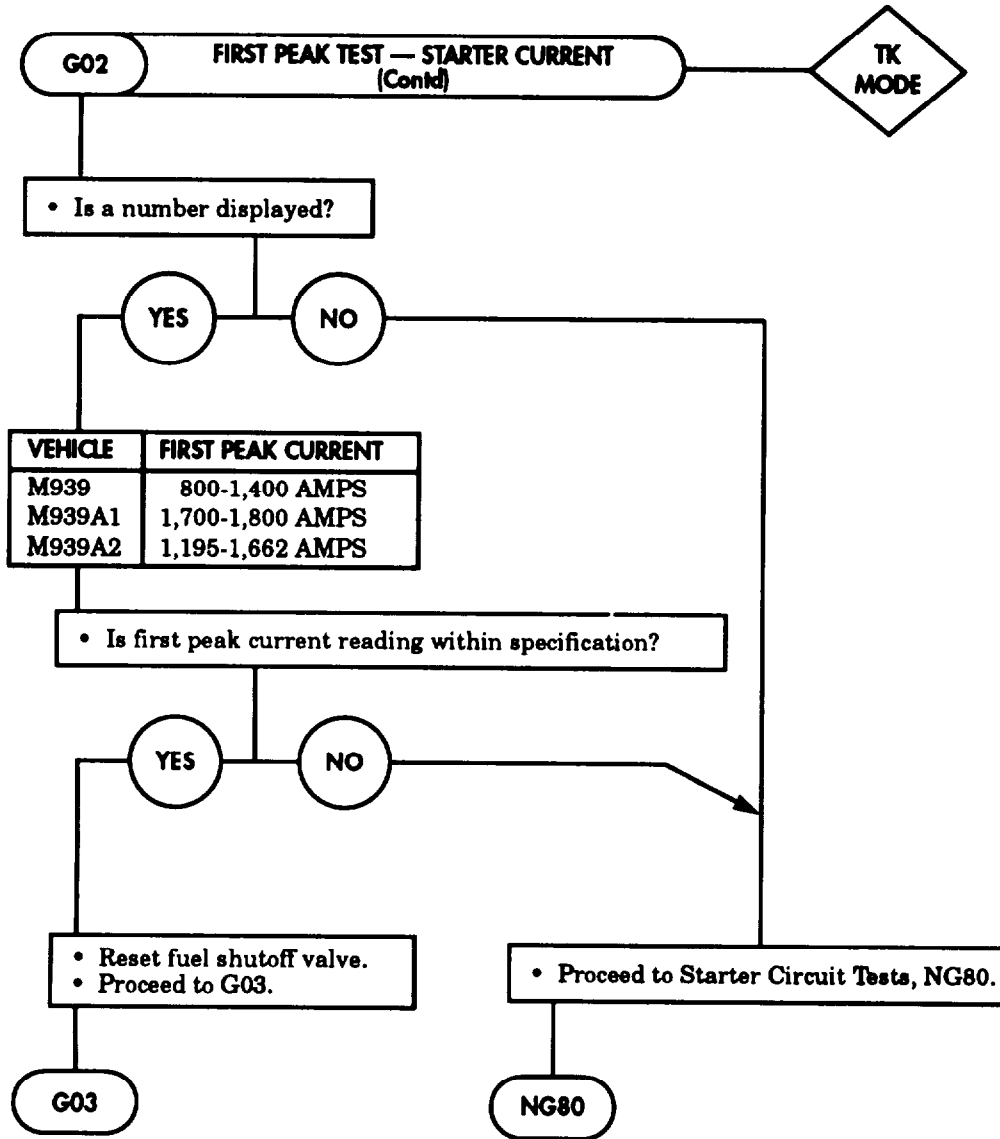 G02
FIRST PEAK TEST — STARTER CURRENT
(Contd)
TK
MODE
• Is a number displayed?
YES
NO
VEHICLE FIRST PEAK CURRENT
M939 800-1,400 AMPS
M939A1 1,700-1,800 AMPS
M939A2 1,195-1,662 AMPS
• Is first peak current reading within specification?
YES
NO
• Reset fuel shutoff valve.
• Proceed to G03.
• Proceed to Starter Circuit Tests, NG80.
G03
NG80